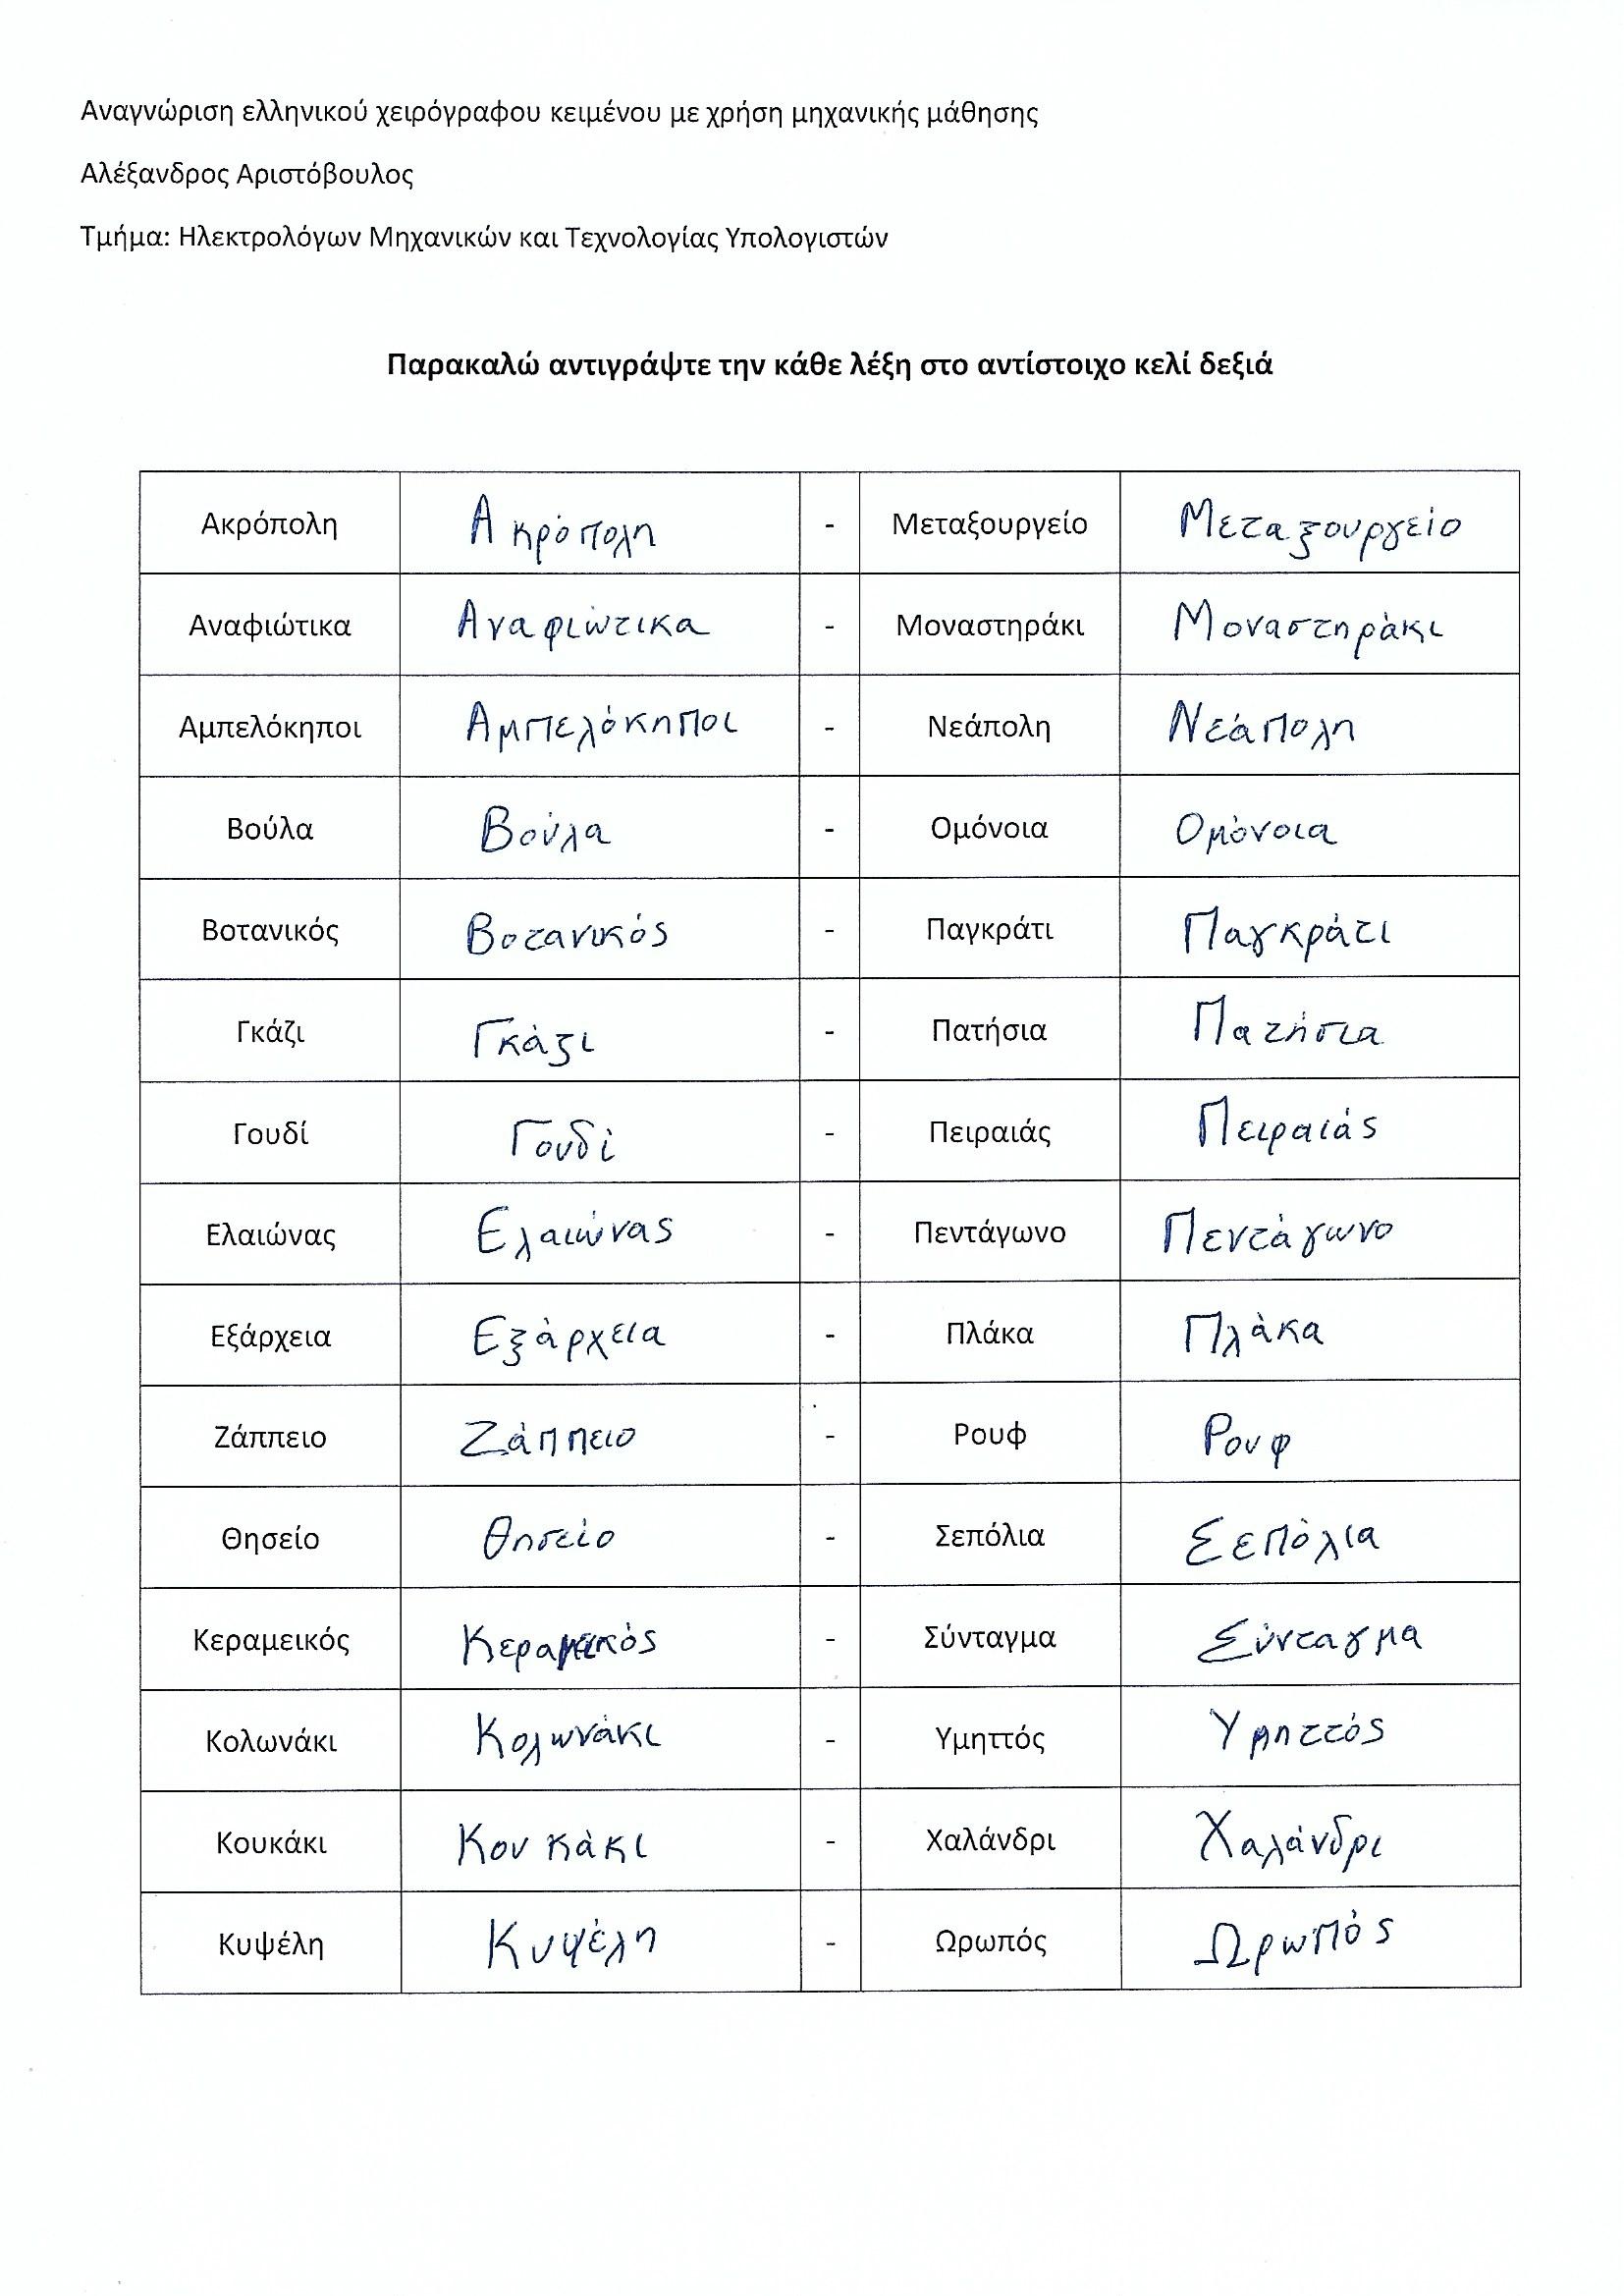 Αναγνώριση ελληνικού χειρόγραφου κειμένου με χρήση μηχανικής μάθησης
Αλέξανδρος Αριστόβουλος
Τμήμα: Ηλεκτρολόγων Μηχανικών και Τεχνολογίας Υπολογιστών
Παρακαλώ αντιγράψτε την κάθε λέξη στο αντίστοιχο κελί δεξιά
Ακρόπολη Ακρόπολη - Μεταξουργείο Μεταξουργείο
Αναφιώτικα Αναφιώτικα - Μοναστηράκι Μοναστηράκι
Αμπελόκηποι Αμπελόκηποι - Νεάπολη Νεάπολη
Βούλα Βούλα - Ομόνοια Ομόνοια
Βοτανικός Βοτανικός - Παγκράτι Παγκράτι
Γκάζι Γκάζι - Πατήσια Πατήσια
Γουδί Γουδί - Πειραιάς Πειραιάς
Ελαιώνας Ελαιώνας - Πεντάγωνο Πεντάγωνο
Εξάρχεια Εξάρχεια - Πλάκα Πλάκα
Ζάππειο Ζάππειο - Ρουφ Ρουφ
Θησείο Θησείο - Σεπόλια Σεπόλια
Κεραμεικός Κεραμεικός - Σύνταγμα Σύνταγμα
Κολωνάκι Κολωνάκι - Υμηττός Υμηττός
Κουκάκι Κουκάκι - Χαλάνδρι Χαλάνδρι
Κυψέλη Κυψέλη - Ωρωπός Ωρωπός